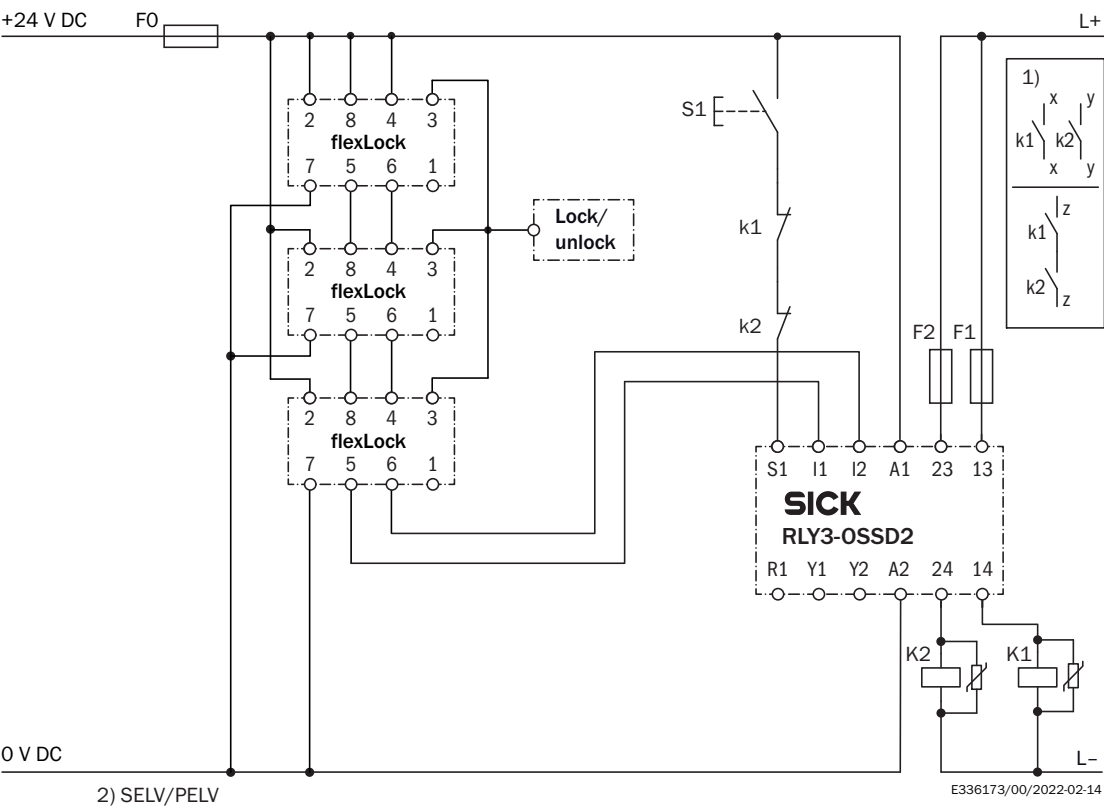 +24 V DC F0 L+
2 8 4 3
flexLock
7 5 6 1
S1
1)
x y
k1 k2
x y
z
k1
k2
z
Lock/
unlock
k1
2 8 4 3
flexLock
7 5 6 1
k2
F2 F1
2 8 4 3
flexLock
7 5 6 1
S1 I1 I2 A1 23 13
SICK
RLY3-OSSD2
R1 Y1 Y2 A2 24 14
K2 K1
0 V DC L–
2) SELV/PELV
E336173/00/2022-02-14